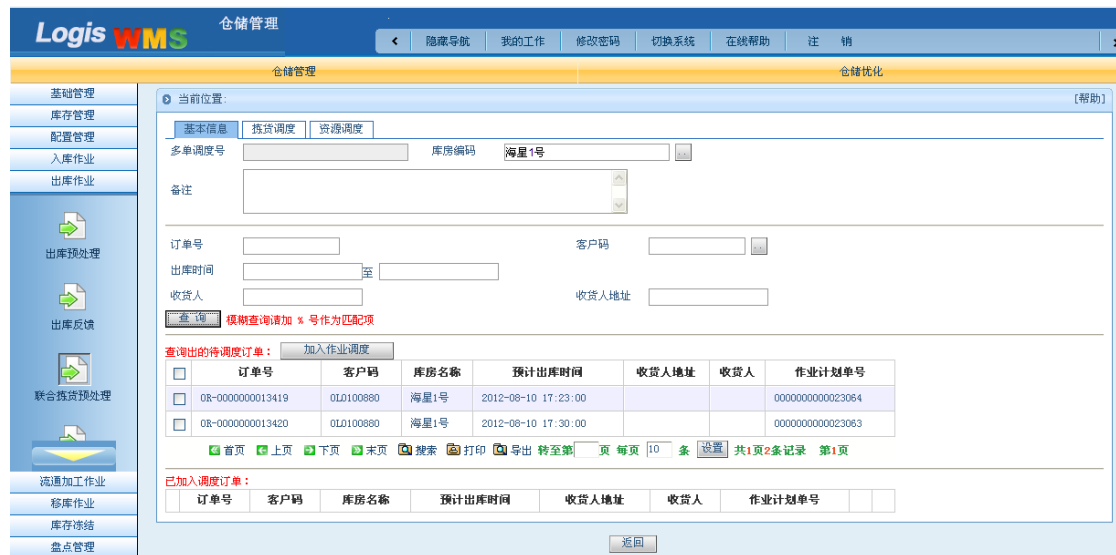 Logis WMS 仓储管理
隐藏导航 我的工作 修改密码 切换系统 在线帮助 注 销
仓储管理 仓储优化
基础管理
库存管理
配置管理
入库作业
出库作业
出库预处理
出库反馈
联合拣货预处理
流通加工作业
移库作业
库存冻结
盘点管理
当前位置: [帮助]
基本信息 拣货调度 资源调度
多单调度号 库房编码 海星1号 ..
备注
订单号 客户码 ..
出库时间 至
收货人 收货人地址
查 询 模糊查询请加 % 号作为匹配项
查询出的待调度订单: 加入作业调度
订单号 客户码 库房名称 预计出库时间 收货人地址 收货人 作业计划单号
OR-0000000013419 OL0100880 海星1号 2012-08-10 17:23:00 0000000000023064
OR-0000000013420 OL0100880 海星1号 2012-08-10 17:30:00 0000000000023063
首页 上页 下页 末页 搜索 打印 导出 转至第 页 每页 10 条 设置 共1页2条记录 第1页
已加入调度订单:
订单号 客户码 库房名称 预计出库时间 收货人地址 收货人 作业计划单号
返回